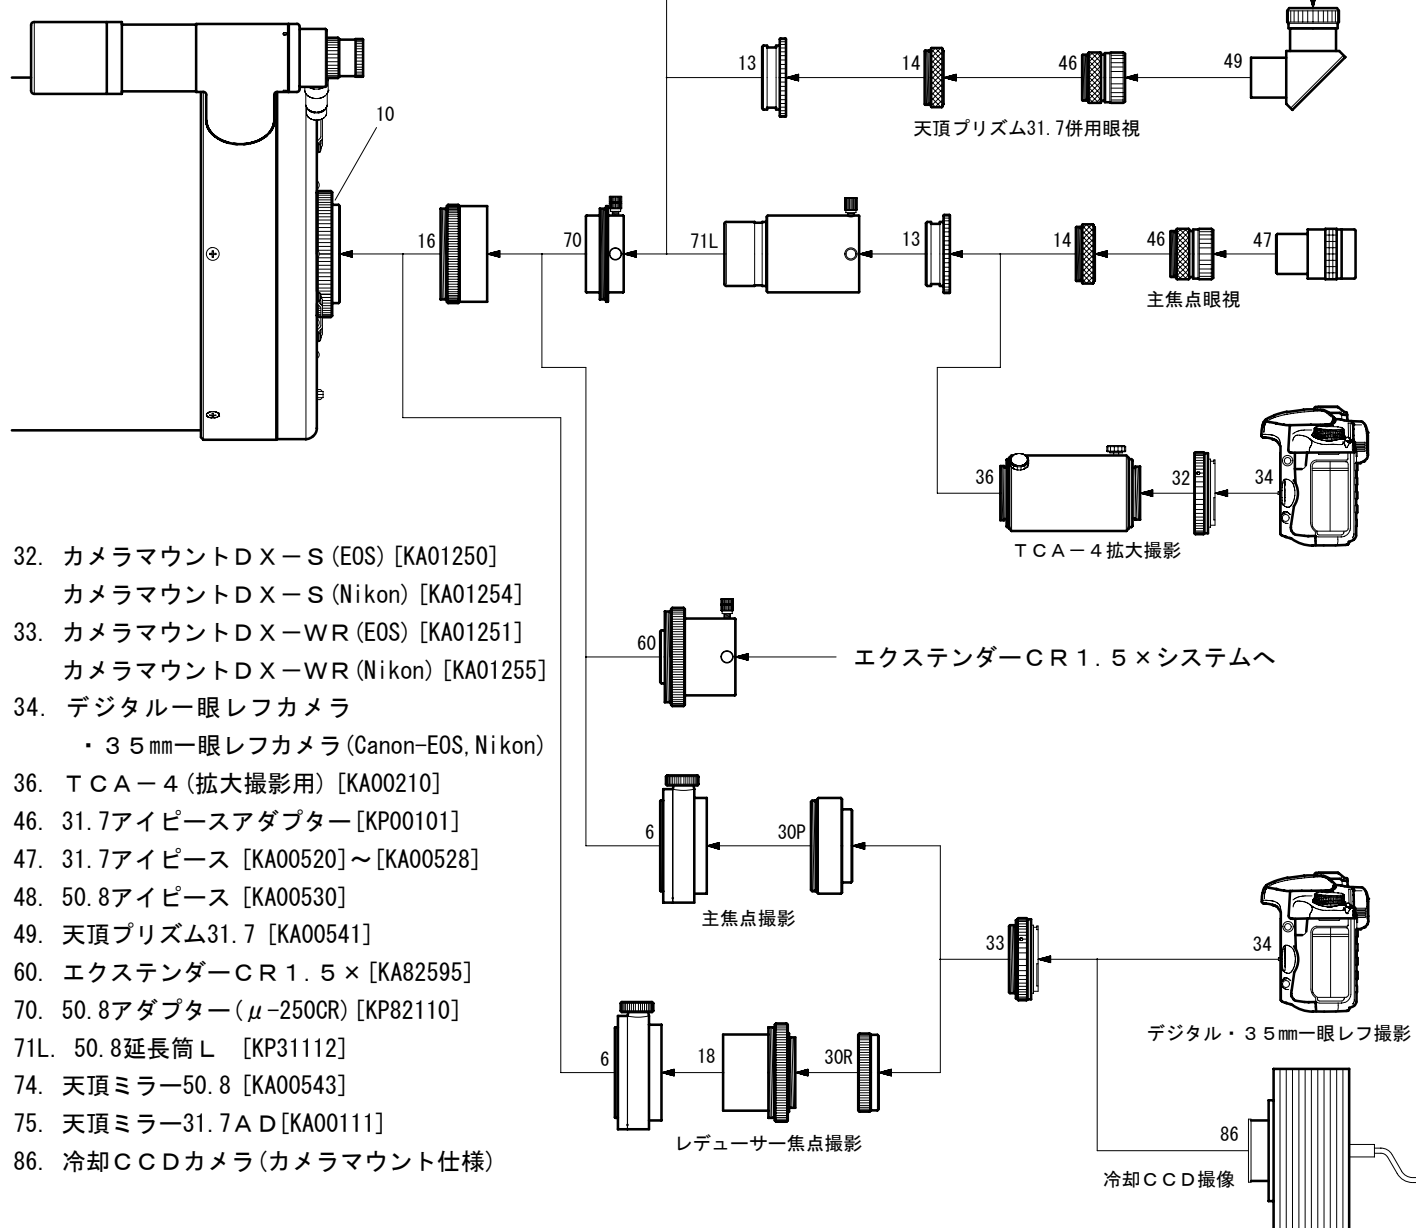 13
14
46
49
天頂プリズム31.7併用眼視
10
16
70
71L
13
14
46
47
主焦点眼視
36
32
34
TCA-4拡大撮影
32. カメラマウントDX-S(EOS)[KA01250]
カメラマウントDX-S(Nikon)[KA01254]
33. カメラマウントDX-WR(EOS)[KA01251]
カメラマウントDX-WR(Nikon)[KA01255]
34. デジタル一眼レフカメラ
・35㎜一眼レフカメラ(Canon-EOS,Nikon)
36. TCA-4(拡大撮影用)[KA00210]
46. 31.7アイピースアダプター[KP00101]
47. 31.7アイピース [KA00520]~[KA00528]
48. 50.8アイピース [KA00530]
49. 天頂プリズム31.7 [KA00541]
60. エクステンダーCR1.5×[KA82595]
70. 50.8アダプター(μ-250CR)[KP82110]
71L. 50.8延長筒L [KP31112]
74. 天頂ミラー50.8 [KA00543]
75. 天頂ミラー31.7AD[KA00111]
86. 冷却CCDカメラ(カメラマウント仕様)
60
エクステンダーCR1.5×システムへ
6
30P
主焦点撮影
33
34
デジタル・35㎜一眼レフ撮影
6
18
30R
レデューサー焦点撮影
86
冷却CCD撮像